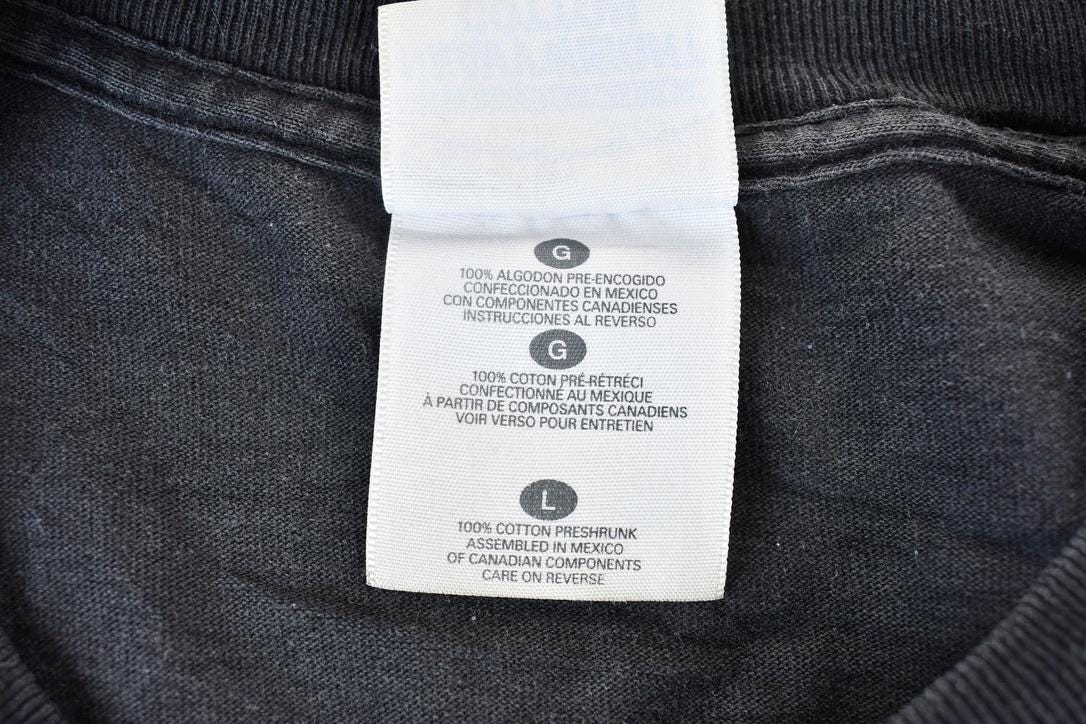 G
100% ALGODON PRE-ENCOGIDO
CONFECCIONADO EN MEXICO
CON COMPONENTES CANADIENSES
INSTRUCCIONES AL REVERSO
G
100% COTON PRÉ-RÉTRÉCI
CONFECTIONNÉ AU MEXIQUE
À PARTIR DE COMPOSANTS CANADIENS
VOIR VERSO POUR ENTRETIEN
L
100% COTTON PRESHRUNK
ASSEMBLED IN MEXICO
OF CANADIAN COMPONENTS
CARE ON REVERSE